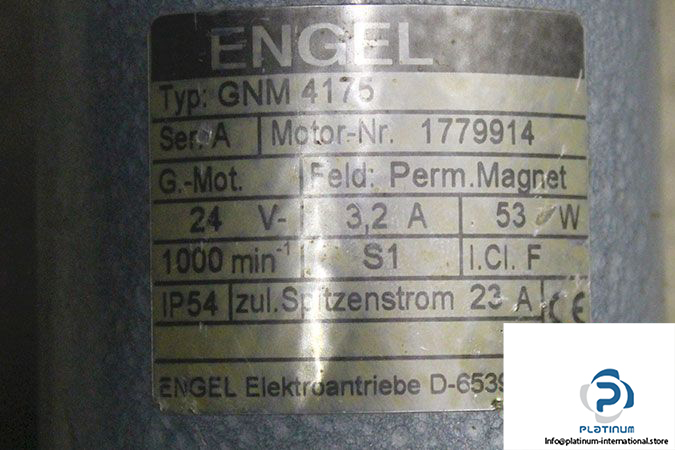 ENGEL
Typ: GNM 4175
Ser. A Motor-Nr. 1779914
G.-Mot. Feld: Perm.Magnet
24 V- 3,2 A 53 W
1000 min⁻¹ S1 I.Cl. F
IP54 zul.Spitzenstrom 23 A CE
ENGEL Elektroantriebe D-6539
PLATINUM
Info@platinum-international.store